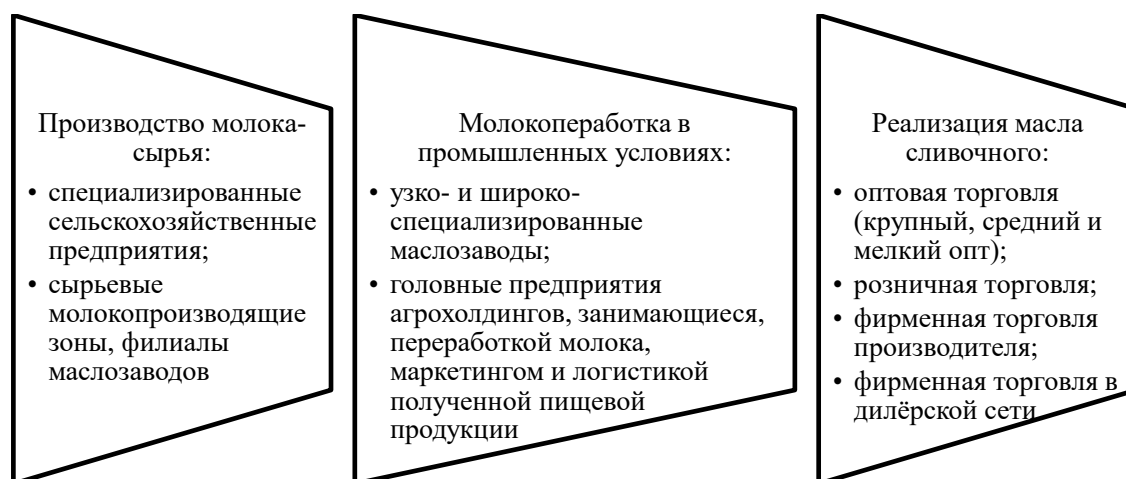 Производство молока-
сырья:
• специализированные
сельскохозяйственные
предприятия;
• сырьевые
молокопроизводящие
зоны, филиалы
маслозаводов
Молокопеработка в
промышленных условиях:
• узко- и широко-
специализированные
маслозаводы;
• головные предприятия
агрохолдингов, занимающиеся,
переработкой молока,
маркетингом и логистикой
полученной пищевой
продукции
Реализация масла
сливочного:
• оптовая торговля
(крупный, средний и
мелкий опт);
• розничная торговля;
• фирменная торговля
производителя;
• фирменная торговля в
дилёрской сети